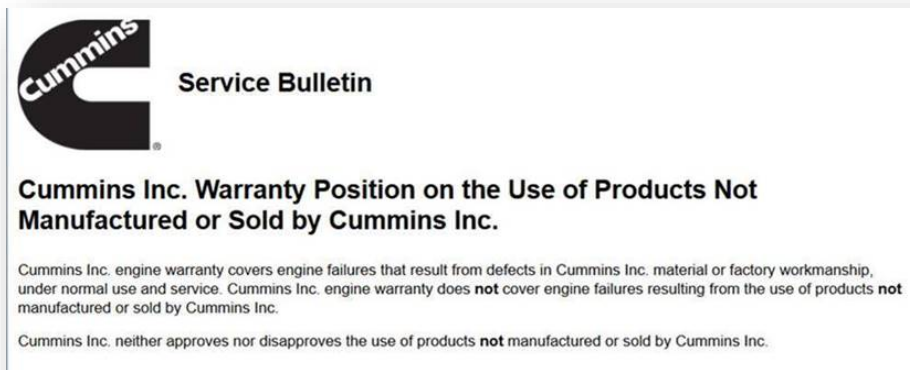 Cummins
®
Service Bulletin
Cummins Inc. Warranty Position on the Use of Products Not
Manufactured or Sold by Cummins Inc.
Cummins Inc. engine warranty covers engine failures that result from defects in Cummins Inc. material or factory workmanship,
under normal use and service. Cummins Inc. engine warranty does not cover engine failures resulting from the use of products not
manufactured or sold by Cummins Inc.
Cummins Inc. neither approves nor disapproves the use of products not manufactured or sold by Cummins Inc.